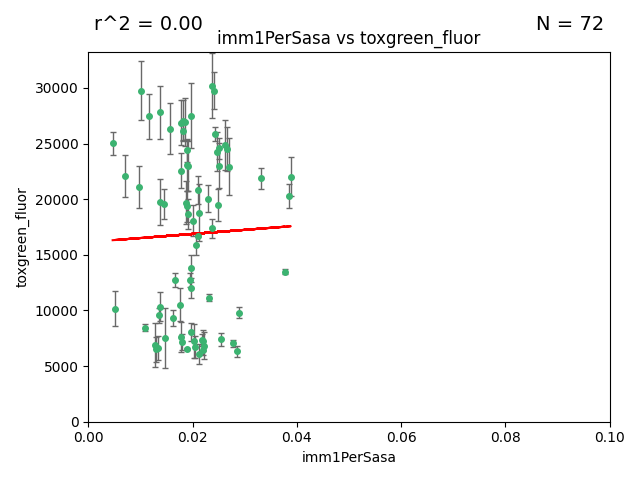 r^2 = 0.00
N = 72
imm1PerSasa vs toxgreen_fluor
30000
25000
20000
15000
10000
5000
0
toxgreen_fluor
0.00
0.02
0.04
0.06
0.08
0.10
imm1PerSasa